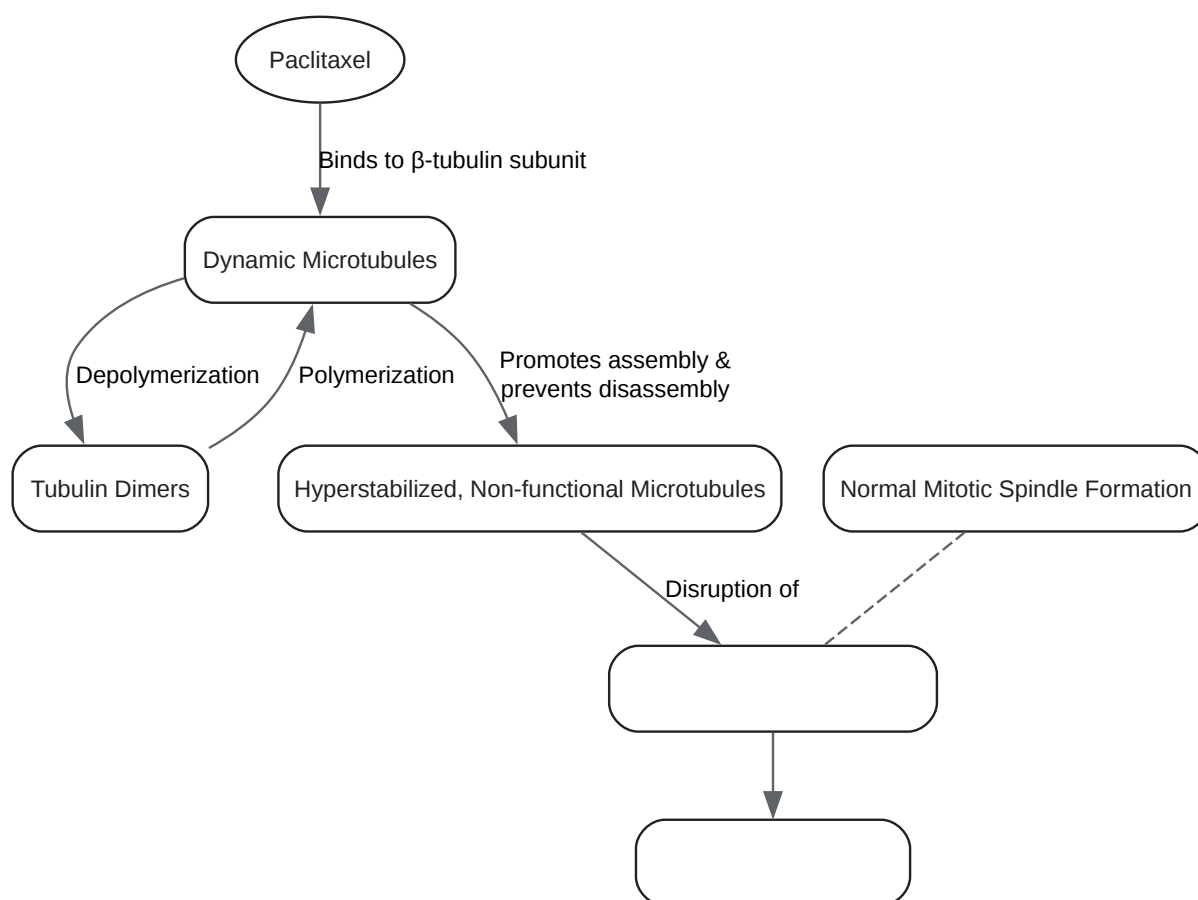 Paclitaxel
Binds to β-tubulin subunit
Dynamic Microtubules
Depolymerization
Polymerization
Promotes assembly &
prevents disassembly
Tubulin Dimers
Hyperstabilized, Non-functional Microtubules
Normal Mitotic Spindle Formation
Disruption of